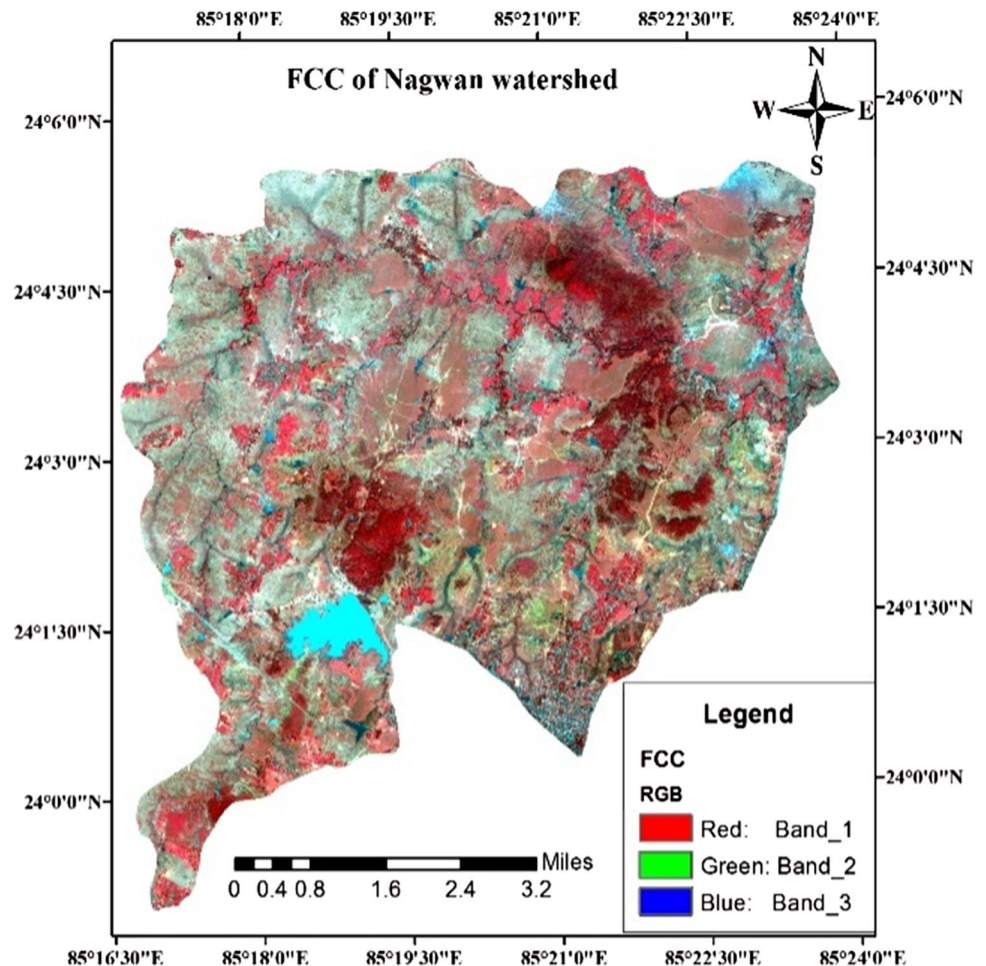 85°18'0"E 85°19'30"E 85°21'0"E 85°22'30"E 85°24'0"E
FCC of Nagwan watershed
N
W E
S
24°6'0"N
24°6'0"N
24°4'30"N
24°4'30"N
24°3'0"N
24°3'0"N
24°1'30"N
24°1'30"N
24°0'0"N
24°0'0"N
Legend
FCC
RGB
Red: Band_1
Green: Band_2
Blue: Band_3
Miles
0 0.4 0.8 1.6 2.4 3.2
85°16'30"E 85°18'0"E 85°19'30"E 85°21'0"E 85°22'30"E 85°24'0"E